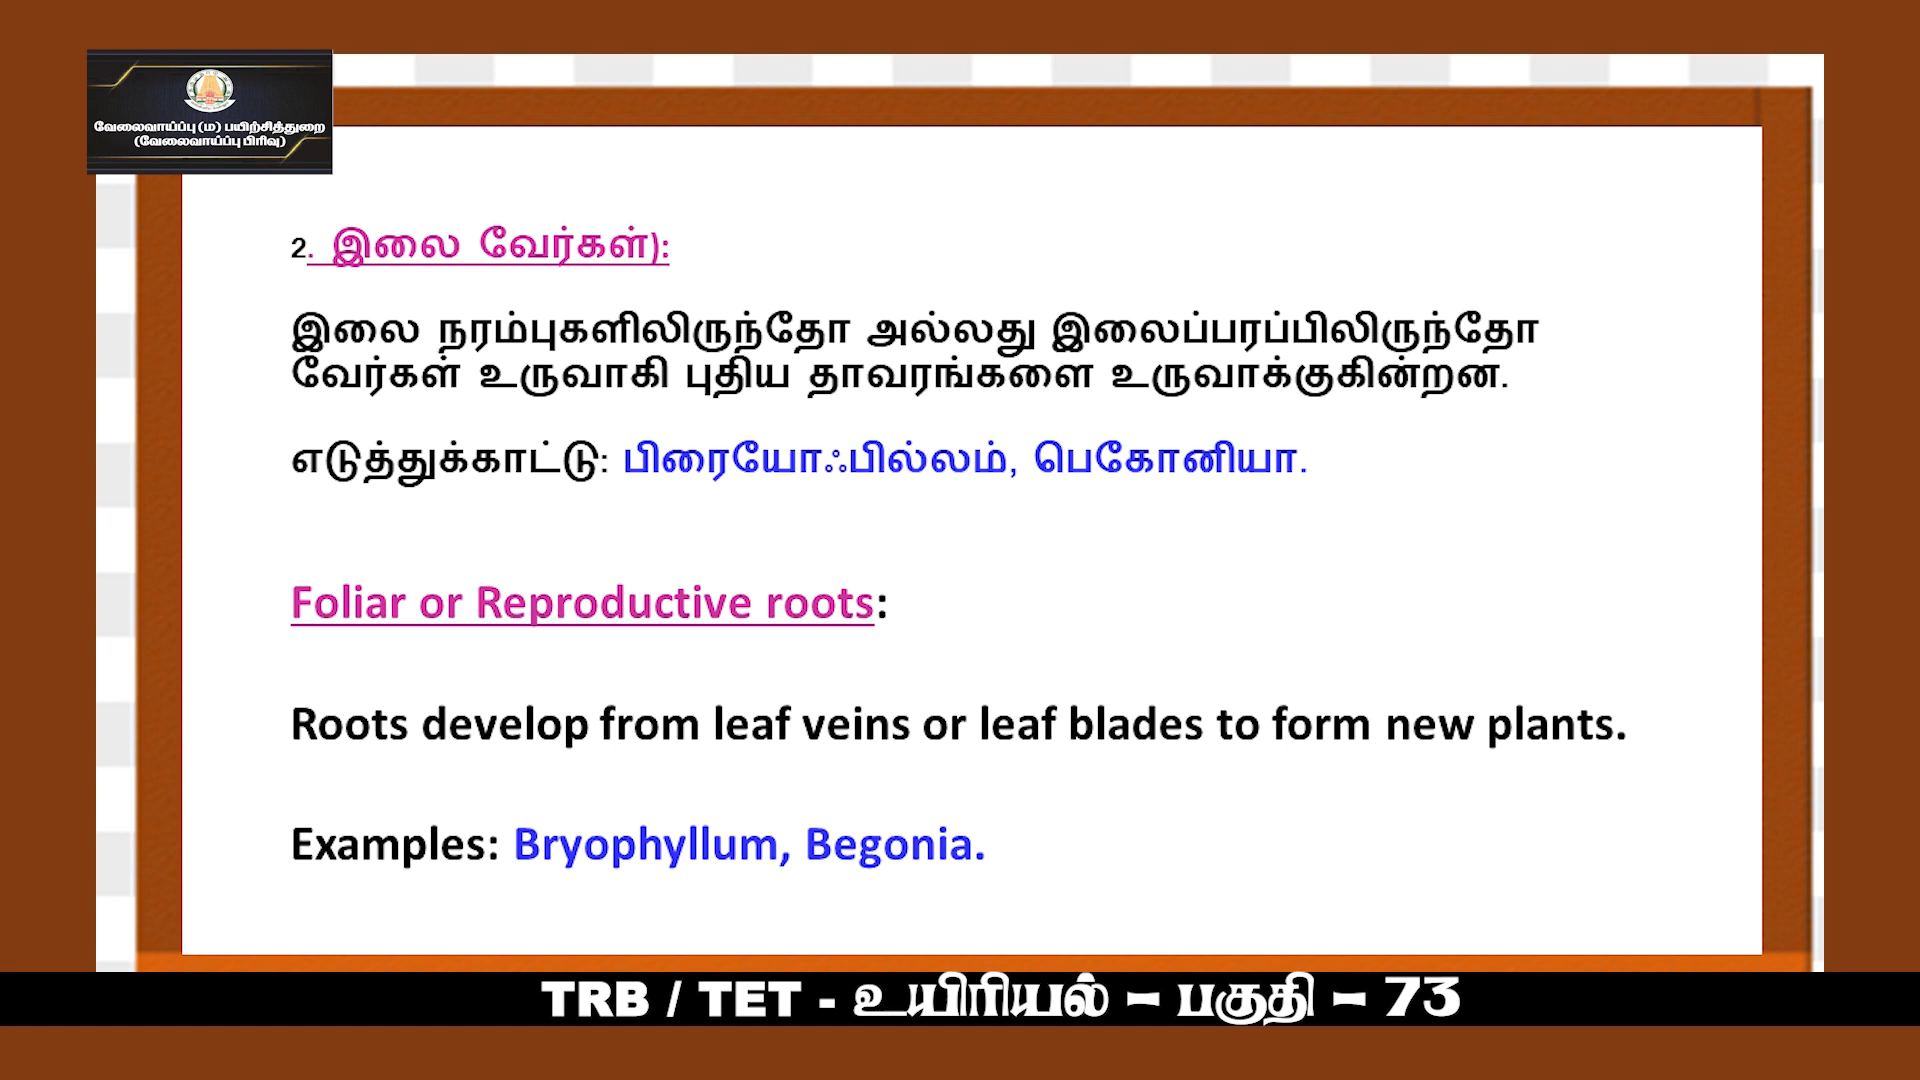 வேலைவாய்ப்பு (ம) பயிற்சித்துறை
(வேலைவாய்ப்பு பிரிவு)
2. இலை வேர்கள்):
இலை நரம்புகளிலிருந்தோ அல்லது இலைப்பரப்பிலிருந்தோ
வேர்கள் உருவாகி புதிய தாவரங்களை உருவாக்குகின்றன.
எடுத்துக்காட்டு: பிரையோஃபில்லம், பெகோனியா.
Foliar or Reproductive roots:
Roots develop from leaf veins or leaf blades to form new plants.
Examples: Bryophyllum, Begonia.
TRB / TET - உயிரியல் – பகுதி – 73